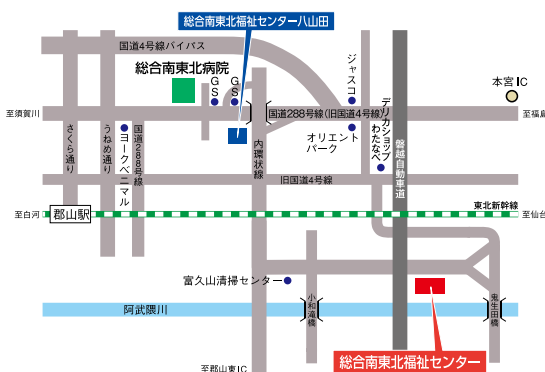 総合南東北福祉センター八山田
国道4号線バイパス
総合南東北病院
GS
GS
ジャスコ
本宮IC
至須賀川
国道288号線(旧国道4号線)
至福島
デリカショップ
わたなべ
オリエント
パーク
さくら通り
うねめ通り
ヨークベニマル
国道288号線
内環状線
磐越自動車道
旧国道4号線
東北新幹線
至白河
郡山駅
至仙台
富久山清掃センター
小和滝橋
鬼生田橋
阿武隈川
総合南東北福祉センター
至郡山東IC